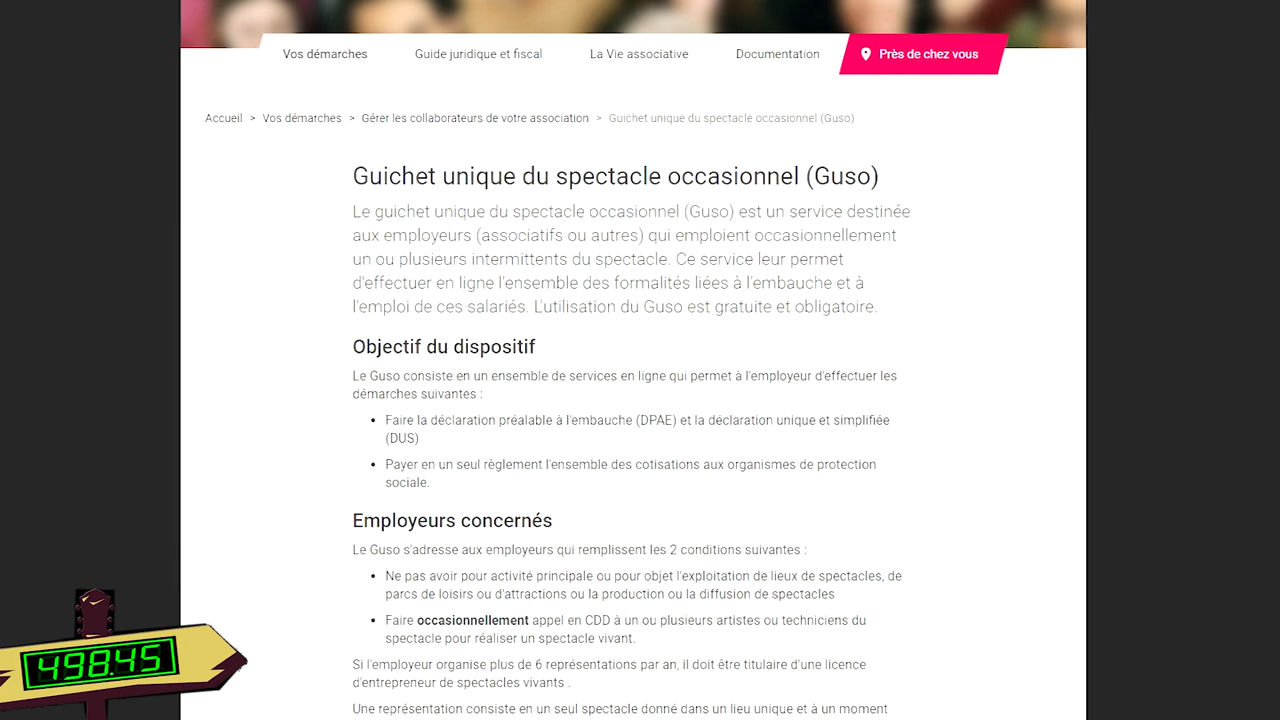 Vos démarches Guide juridique et fiscal La Vie associative Documentation Près de chez vous
Accueil > Vos démarches > Gérer les collaborateurs de votre association > Guichet unique du spectacle occasionnel (Guso)
Guichet unique du spectacle occasionnel (Guso)
Le guichet unique du spectacle occasionnel (Guso) est un service destinée
aux employeurs (associatifs ou autres) qui emploient occasionnellement
un ou plusieurs intermittents du spectacle. Ce service leur permet
d'effectuer en ligne l'ensemble des formalités liées à l'embauche et à
l'emploi de ces salariés. L'utilisation du Guso est gratuite et obligatoire.
Objectif du dispositif
Le Guso consiste en un ensemble de services en ligne qui permet à l'employeur d'effectuer les
démarches suivantes :
• Faire la déclaration préalable à l'embauche (DPAE) et la déclaration unique et simplifiée
(DUS)
• Payer en un seul règlement l'ensemble des cotisations aux organismes de protection
sociale.
Employeurs concernés
Le Guso s'adresse aux employeurs qui remplissent les 2 conditions suivantes :
• Ne pas avoir pour activité principale ou pour objet l'exploitation de lieux de spectacles, de
parcs de loisirs ou d'attractions ou la production ou la diffusion de spectacles
• Faire occasionnellement appel en CDD à un ou plusieurs artistes ou techniciens du
spectacle pour réaliser un spectacle vivant.
Si l'employeur organise plus de 6 représentations par an, il doit être titulaire d'une licence
d'entrepreneur de spectacles vivants .
Une représentation consiste en un seul spectacle donné dans un lieu unique et à un moment
498.45